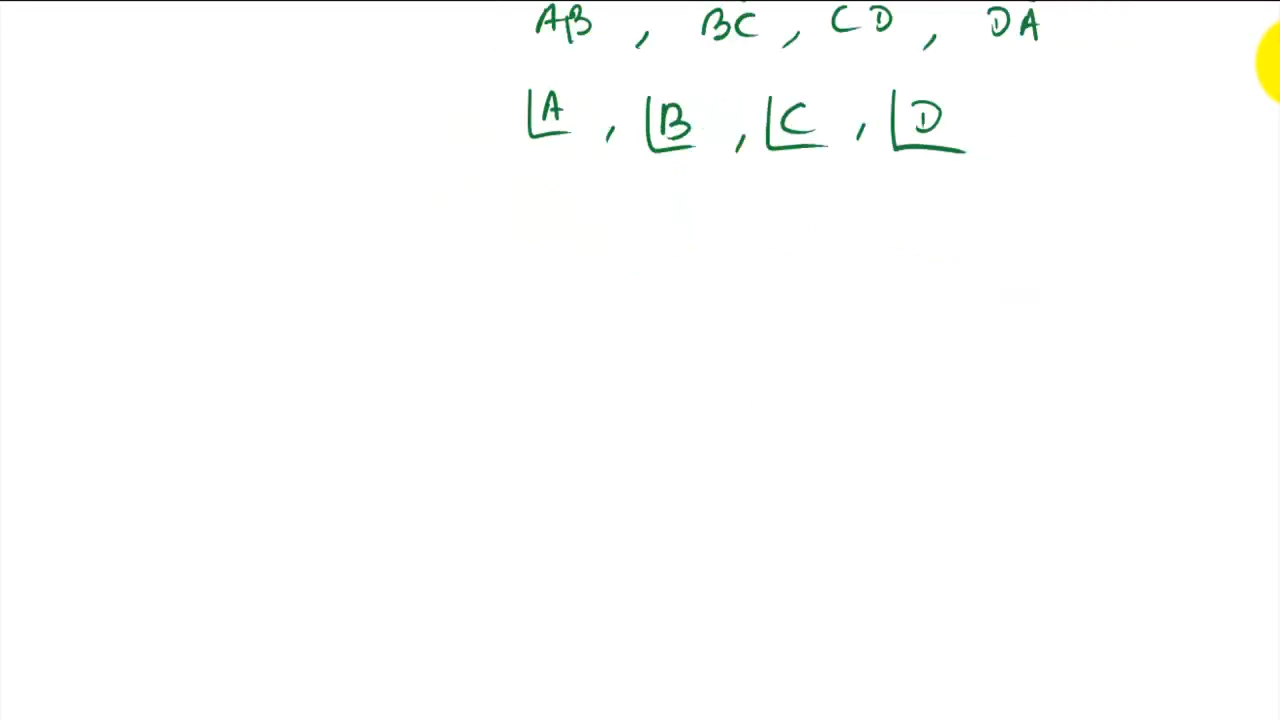 AB , BC , CD , DA
∠A , ∠B , ∠C , ∠D